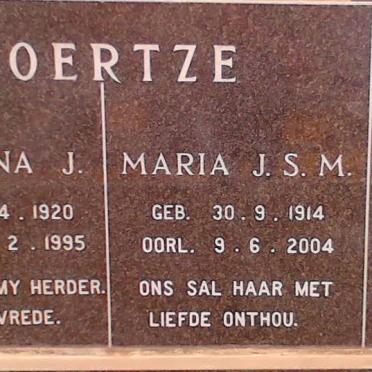 OERTZE
NA J.
4 . 1920
2 . 1995
MY HERDER.
VREDE.
MARIA J. S. M.
GEB. 30 . 9 . 1914
OORL. 9 . 6 . 2004
ONS SAL HAAR MET
LIEFDE ONTHOU.